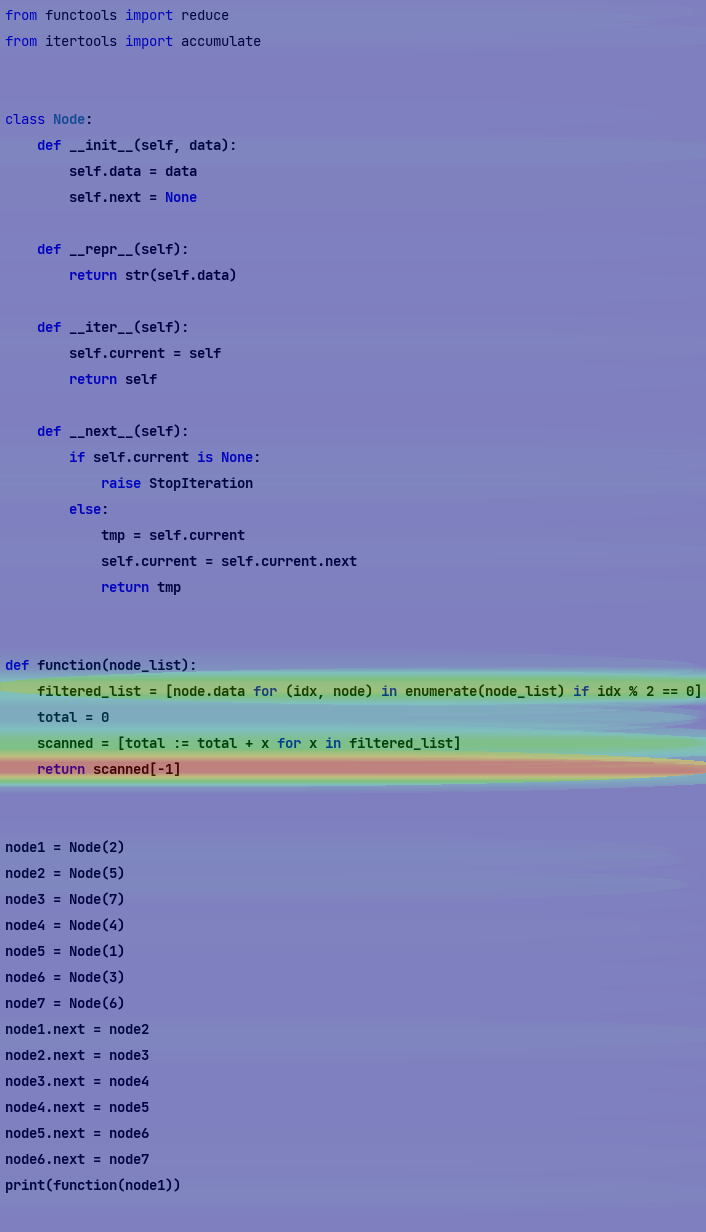 from functools import reduce
from itertools import accumulate
class Node:
    def __init__(self, data):
        self.data = data
        self.next = None
    def __repr__(self):
        return str(self.data)
    def __iter__(self):
        self.current = self
        return self
    def __next__(self):
        if self.current is None:
            raise StopIteration
        else:
            tmp = self.current
            self.current = self.current.next
            return tmp
def function(node_list):
    filtered_list = [node.data for (idx, node) in enumerate(node_list) if idx % 2 == 0]
    total = 0
    scanned = [total := total + x for x in filtered_list]
    return scanned[-1]
node1 = Node(2)
node2 = Node(5)
node3 = Node(7)
node4 = Node(4)
node5 = Node(1)
node6 = Node(3)
node7 = Node(6)
node1.next = node2
node2.next = node3
node3.next = node4
node4.next = node5
node5.next = node6
node6.next = node7
print(function(node1))